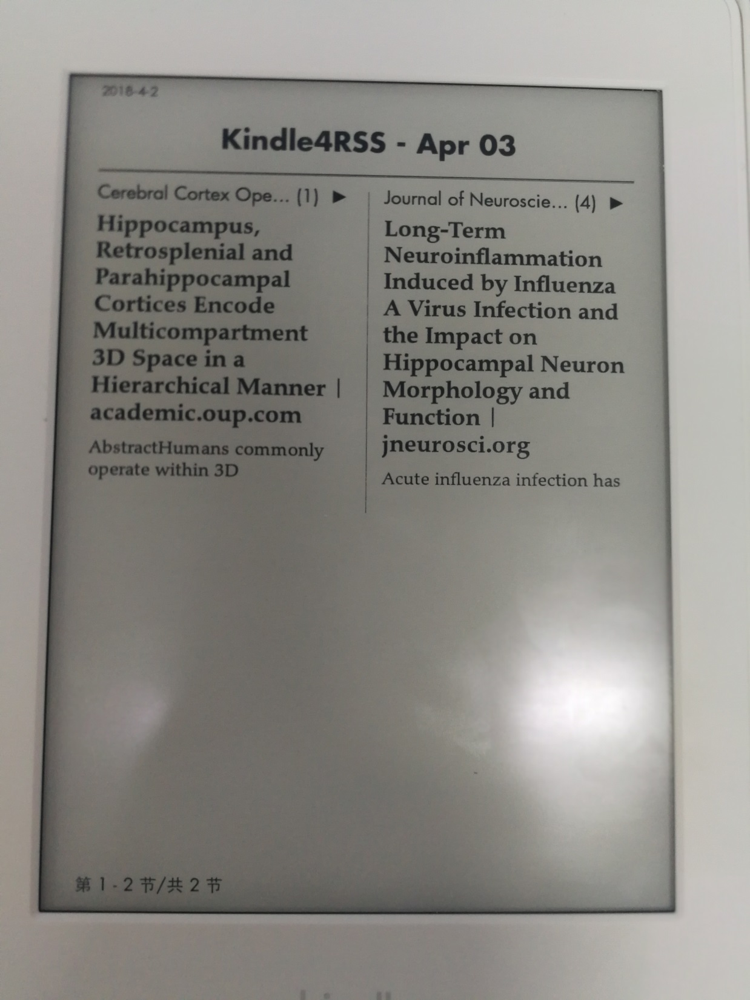 2018-4-2
Kindle4RSS - Apr 03
Cerebral Cortex Ope... (1) ▶
Hippocampus,
Retrosplenial and
Parahippocampal
Cortices Encode
Multicompartment
3D Space in a
Hierarchical Manner |
academic.oup.com
AbstractHumans commonly
operate within 3D
Journal of Neuroscie... (4) ▶
Long-Term
Neuroinflammation
Induced by Influenza
A Virus Infection and
the Impact on
Hippocampal Neuron
Morphology and
Function |
jneurosci.org
Acute influenza infection has
第 1 - 2 节/共 2 节